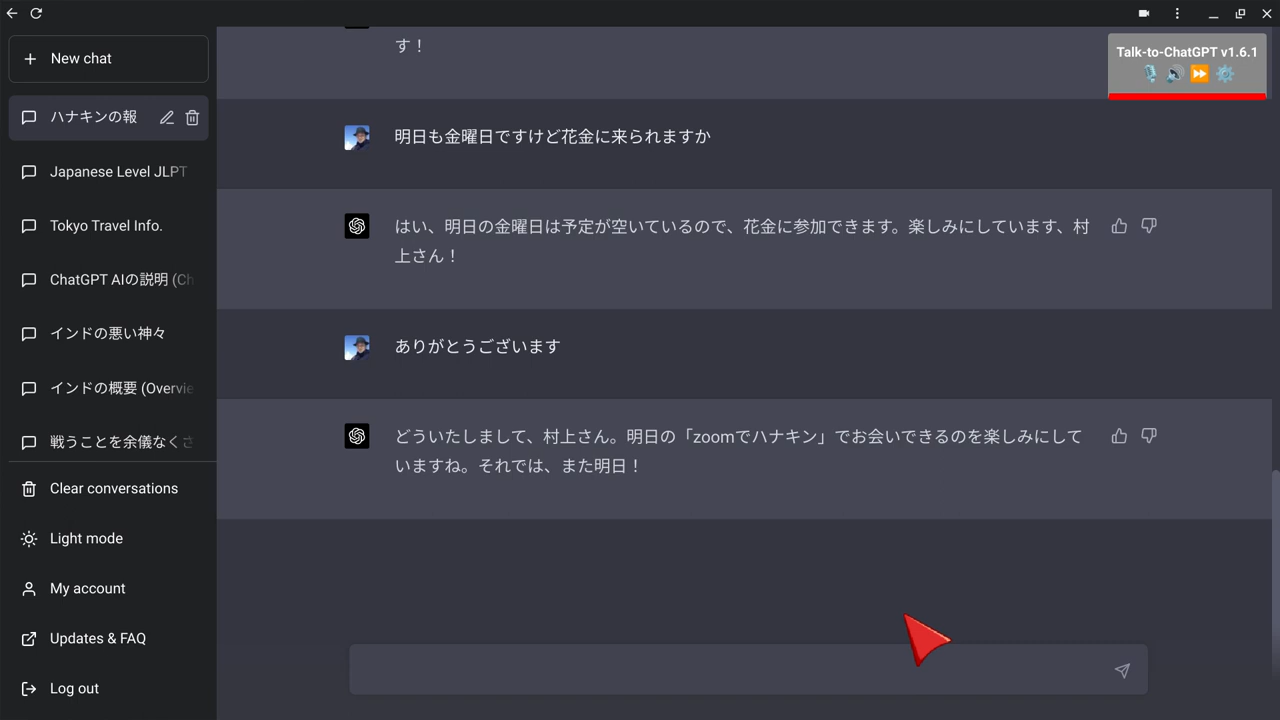 New chat
ハナキンの報
Japanese Level JLPT
Tokyo Travel Info.
ChatGPT AIの説明 (Ch
インドの悪い神々
インドの概要 (Overvie
戦うことを余儀なくさ
Clear conversations
Light mode
My account
Updates & FAQ
Log out
す！
Talk-to-ChatGPT v1.6.1
明日も金曜日ですけど花金に来られますか
はい、明日の金曜日は予定が空いているので、花金に参加できます。楽しみにしています、村
上さん！
ありがとうございます
どういたしまして、村上さん。明日の「zoomでハナキン」でお会いできるのを楽しみにして
いますね。それでは、また明日！